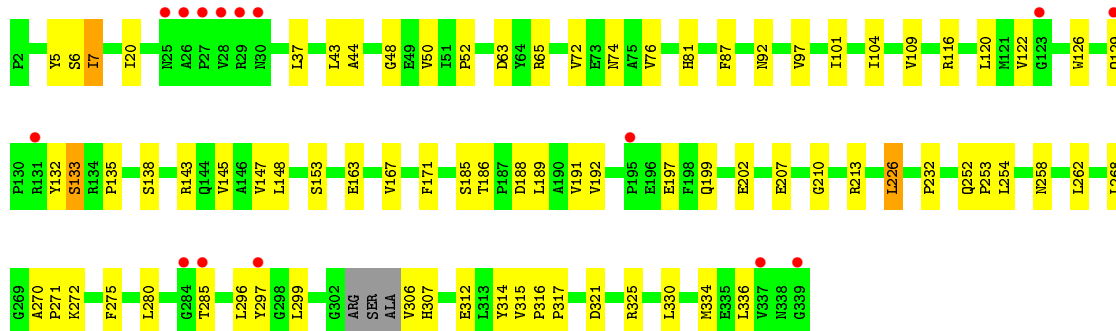 P2 Y5 S6 I7 I20 N25 A26 P27 V28 R29 N30 L37 L43 A44 G48 E49 V50 I51 P52 D63 Y64 R65 V72 E73 N74 A75 V76 H81 F87 N92 V97 I101 I104 V109 R116 L120 M121 V122 G123 W126 Q129
P130 R131 Y132 S133 R134 P135 S138 R143 Q144 V145 A146 V147 L148 S153 E163 V167 F171 S185 T186 P187 D188 L189 A190 V191 V192 P195 E196 E197 F198 Q199 E202 E207 G210 R213 L226 P232 Q252 P253 L254 N258 L262 L268
G269 A270 P271 K272 F275 L280 G284 T285 L296 Y297 G298 L299 G302 ARG SER ALA V306 H307 E312 L313 Y314 V315 P316 P317 D321 R325 L330 M334 E335 L336 V337 N338 G339